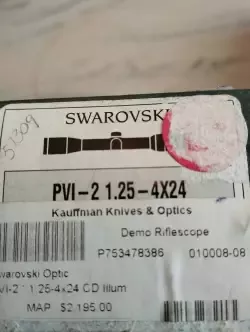 SWAROVSKI
PVI-2 1.25-4X24
Kauffman Knives & Optics
Demo Riflescope
P753478386 010008-08
warovski Optic
VI-2 1.25-4x24 CD Illum
MAP $2,195.00